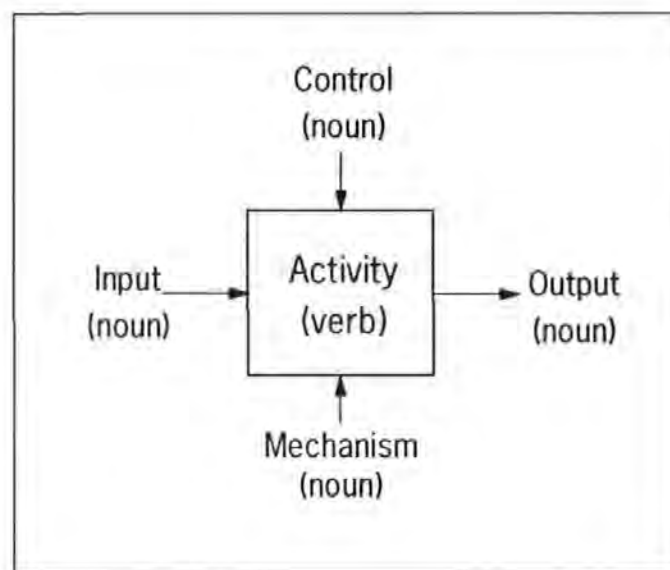 Control
(noun)
Input
(noun)
Activity
(verb)
Output
(noun)
Mechanism
(noun)